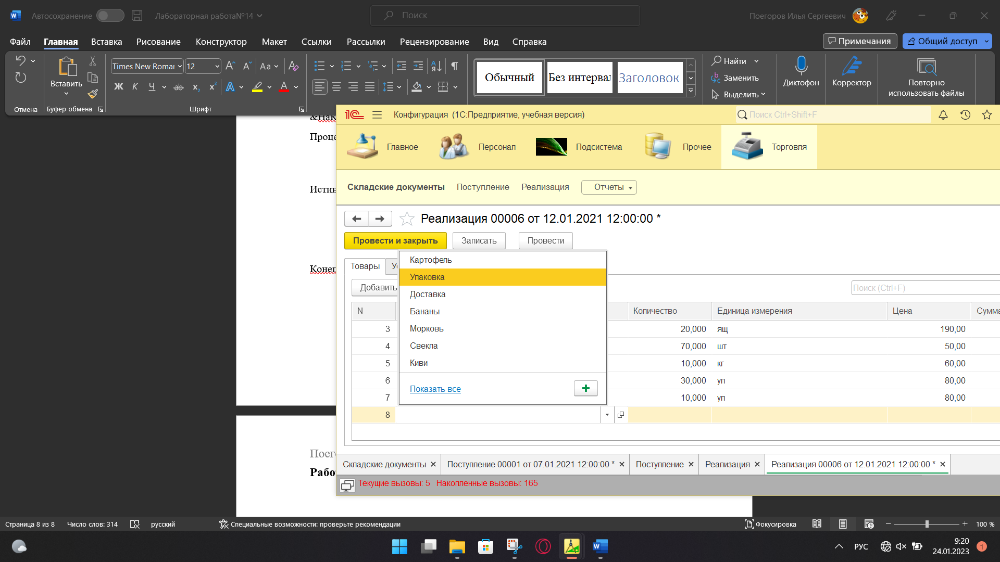 Автосохранение
Лабораторная работа№14
Поиск
Поегоров Илья Сергеевич
Файл Главная Вставка Рисование Конструктор Макет Ссылки Рассылки Рецензирование Вид Справка
Примечания
Общий доступ
Вставить
Отмена
Буфер обмена
Times New Roman
12
Aa
Ж К Ч ab x₂ x²
Шрифт
Обычный
Без интервал
Заголовок
Найти
Заменить
Выделить
Диктофон
Корректор
Повторно
использовать файлы
Проце
Истин
Конец
Поего
Рабо
Конфигурация (1С:Предприятие, учебная версия)
Поиск Ctrl+Shift+F
Главное
Персонал
Подсистема
Прочее
Торговля
Складские документы Поступление Реализация Отчеты
Реализация 00006 от 12.01.2021 12:00:00 *
Провести и закрыть Записать Провести
Товары
Добавить
Поиск (Ctrl+F)
Картофель
Упаковка
Доставка
Бананы
Морковь
Свекла
Киви
Показать все
N Количество Единица измерения Цена Сумма
3 20,000 ящ 190,00
4 70,000 шт 50,00
5 10,000 кг 60,00
6 30,000 уп 80,00
7 10,000 уп 80,00
8
Складские документы Поступление 00001 от 07.01.2021 12:00:00 * Поступление Реализация Реализация 00006 от 12.01.2021 12:00:00 *
Текущие вызовы: 5 Накопленные вызовы: 165
Страница 8 из 8 Число слов: 314 русский Специальные возможности: проверьте рекомендации Фокусировка 100 %
РУС
9:20
24.01.2023
1